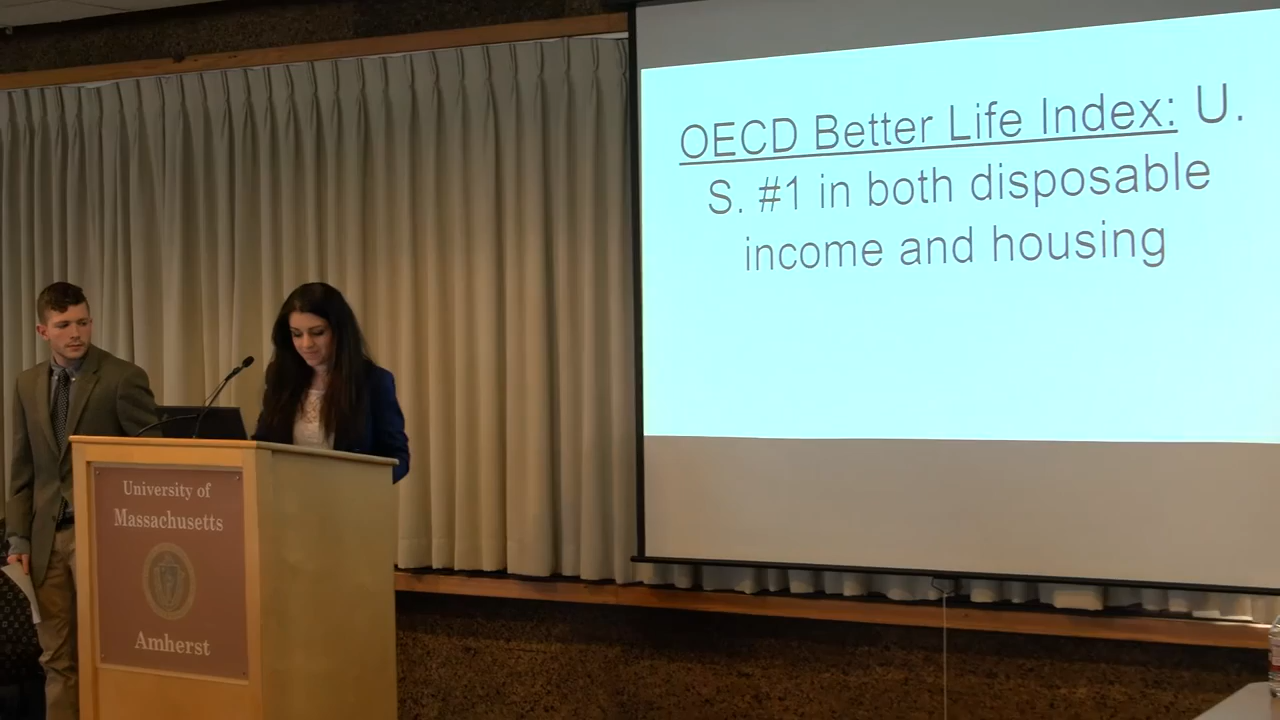 OECD Better Life Index: U.
S. #1 in both disposable
income and housing
University of
Massachusetts
Amherst